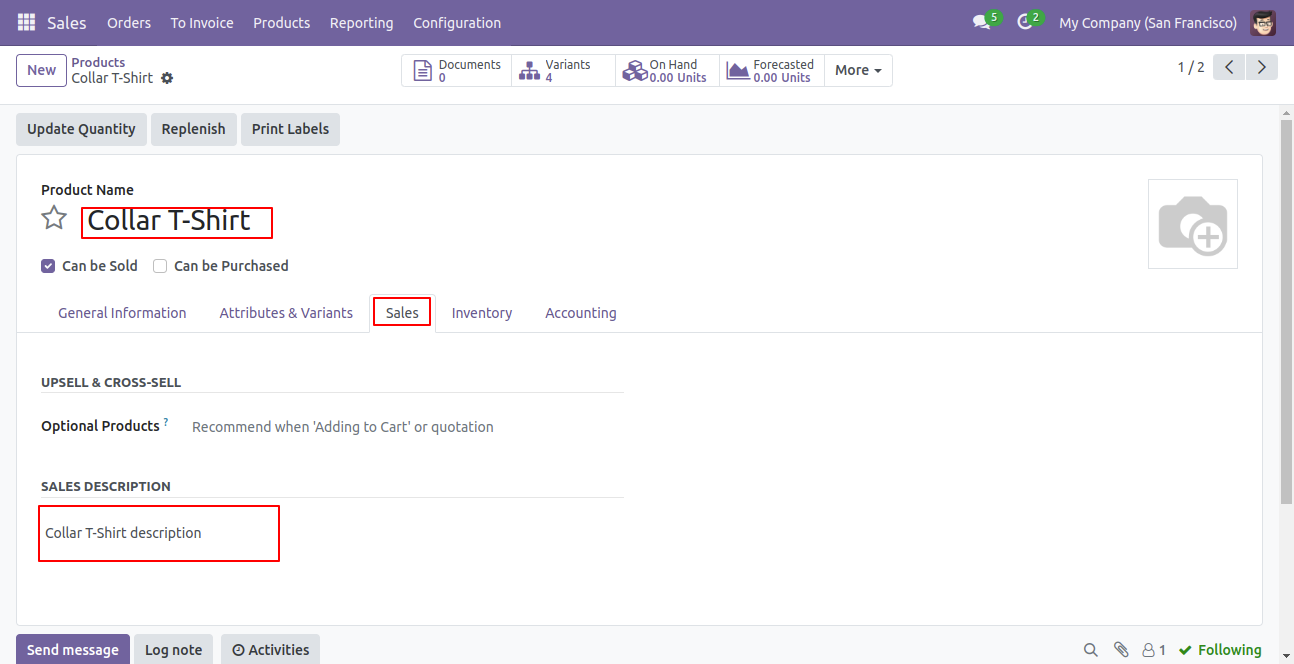 Sales Orders To Invoice Products Reporting Configuration 5 2 My Company (San Francisco)
New Products Collar T-Shirt
Documents 0 Variants 4 On Hand 0.00 Units Forecasted 0.00 Units More 1 / 2
Update Quantity Replenish Print Labels
Product Name
Collar T-Shirt
Can be Sold Can be Purchased
General Information Attributes & Variants Sales Inventory Accounting
UPSELL & CROSS-SELL
Optional Products ? Recommend when 'Adding to Cart' or quotation
SALES DESCRIPTION
Collar T-Shirt description
Send message Log note Activities 1 Following